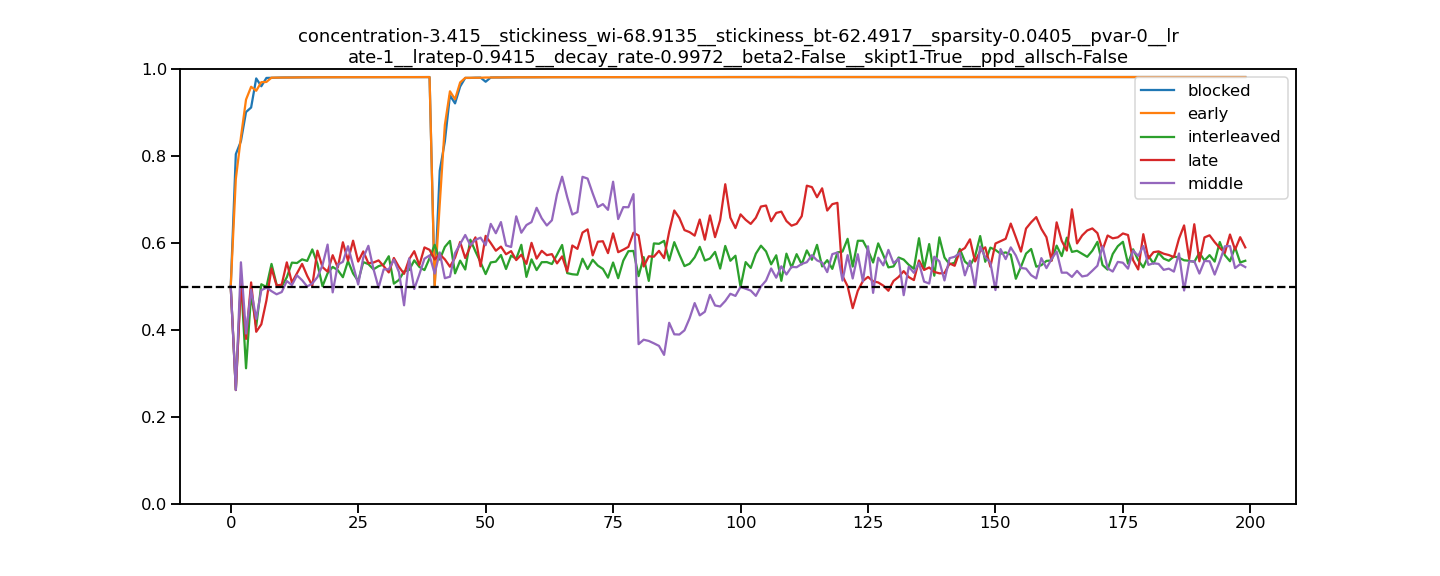 concentration-3.415__stickiness_wi-68.9135__stickiness_bt-62.4917__sparsity-0.0405__pvar-0__lr
ate-1__lratep-0.9415__decay_rate-0.9972__beta2-False__skipt1-True__ppd_allsch-False
1.0
0.8
0.6
0.4
0.2
0.0
blocked
early
interleaved
late
middle
0 25 50 75 100 125 150 175 200